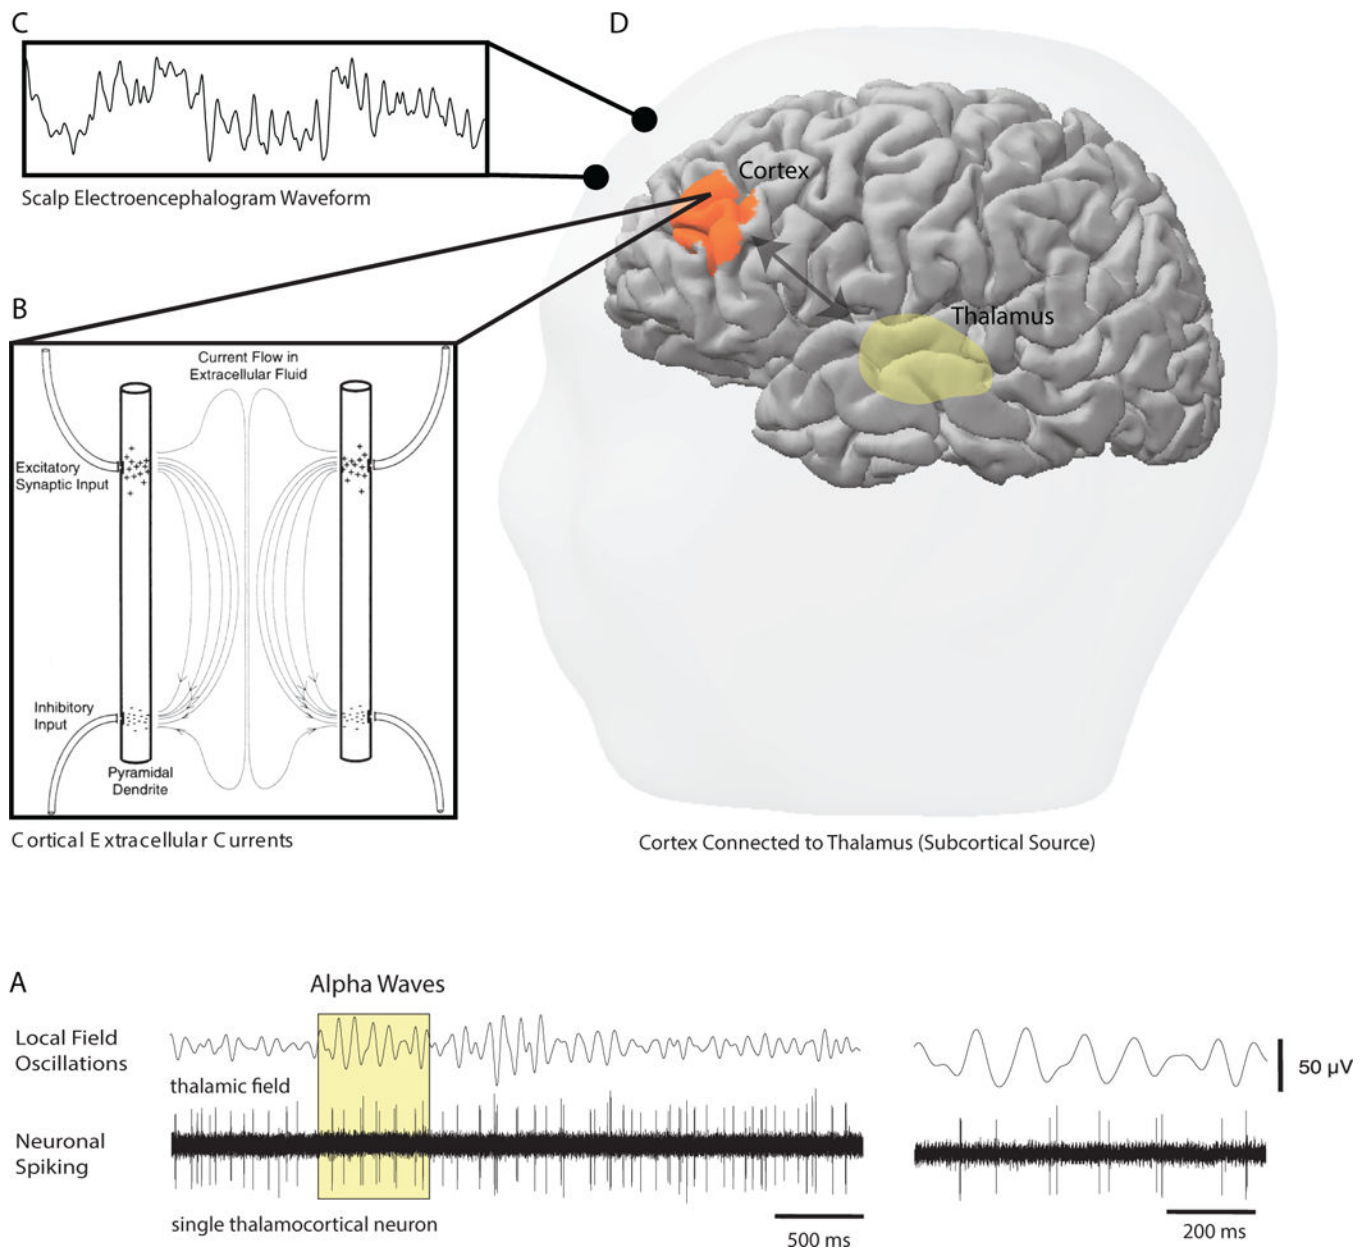 C
Scalp Electroencephalogram Waveform
D
Cortex
Thalamus
Cortex Connected to Thalamus (Subcortical Source)
B
Current Flow in
Extracellular Fluid
Excitatory
Synaptic Input
Inhibitory
Input
Pyramidal
Dendrite
Cortical Extracellular Currents
A
Alpha Waves
Local Field
Oscillations
thalamic field
50 µV
Neuronal
Spiking
single thalamocortical neuron
500 ms
200 ms